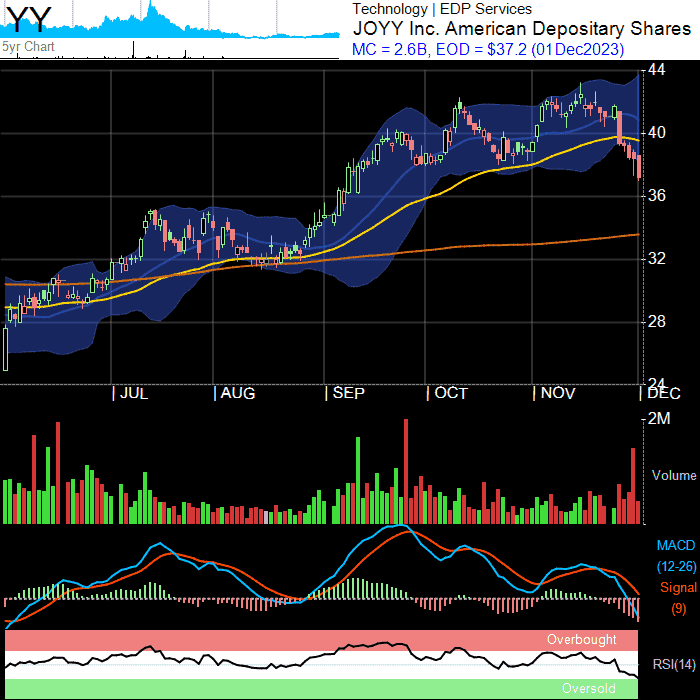 YY
Technology | EDP Services
JOYY Inc. American Depositary Shares
MC = 2.6B, EOD = $37.2 (01Dec2023)
5yr Chart
44
40
36
32
28
24
JUL AUG SEP OCT NOV DEC
2M
Volume
MACD
(12-26)
Signal
(9)
Overbought
RSI(14)
Oversold